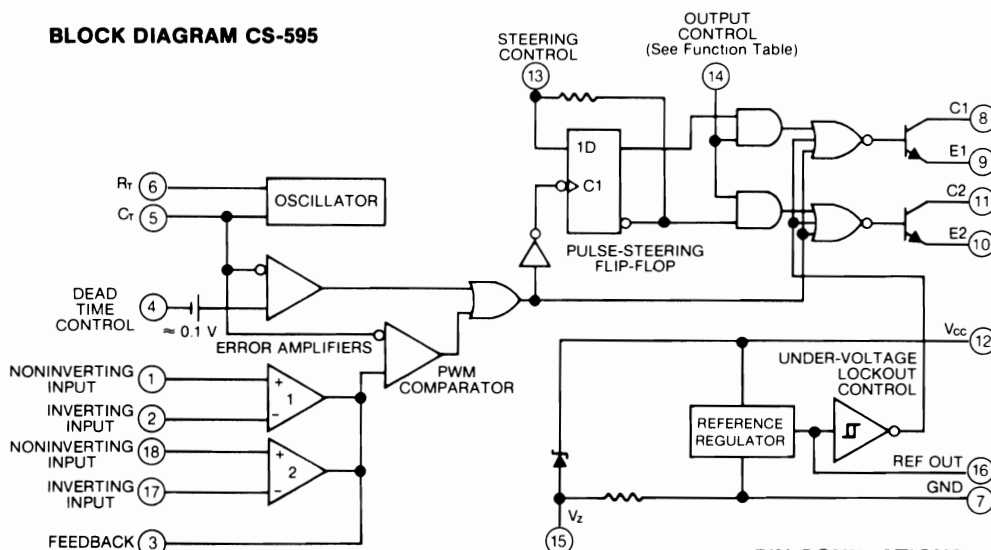 BLOCK DIAGRAM CS-595
STEERING
CONTROL
13
OUTPUT
CONTROL
(See Function Table)
14
C1
8
E1
9
C2
11
E2
10
1D
C1
PULSE-STEERING
FLIP-FLOP
RT
6
CT
5
OSCILLATOR
DEAD
TIME
CONTROL
4
≈ 0.1 V
ERROR AMPLIFIERS
PWM
COMPARATOR
NONINVERTING
INPUT
1
+
1
-
INVERTING
INPUT
2
NONINVERTING
INPUT
18
+
2
-
INVERTING
INPUT
17
FEEDBACK
3
VCC
12
UNDER-VOLTAGE
LOCKOUT
CONTROL
REFERENCE
REGULATOR
REF OUT
16
GND
7
VZ
15